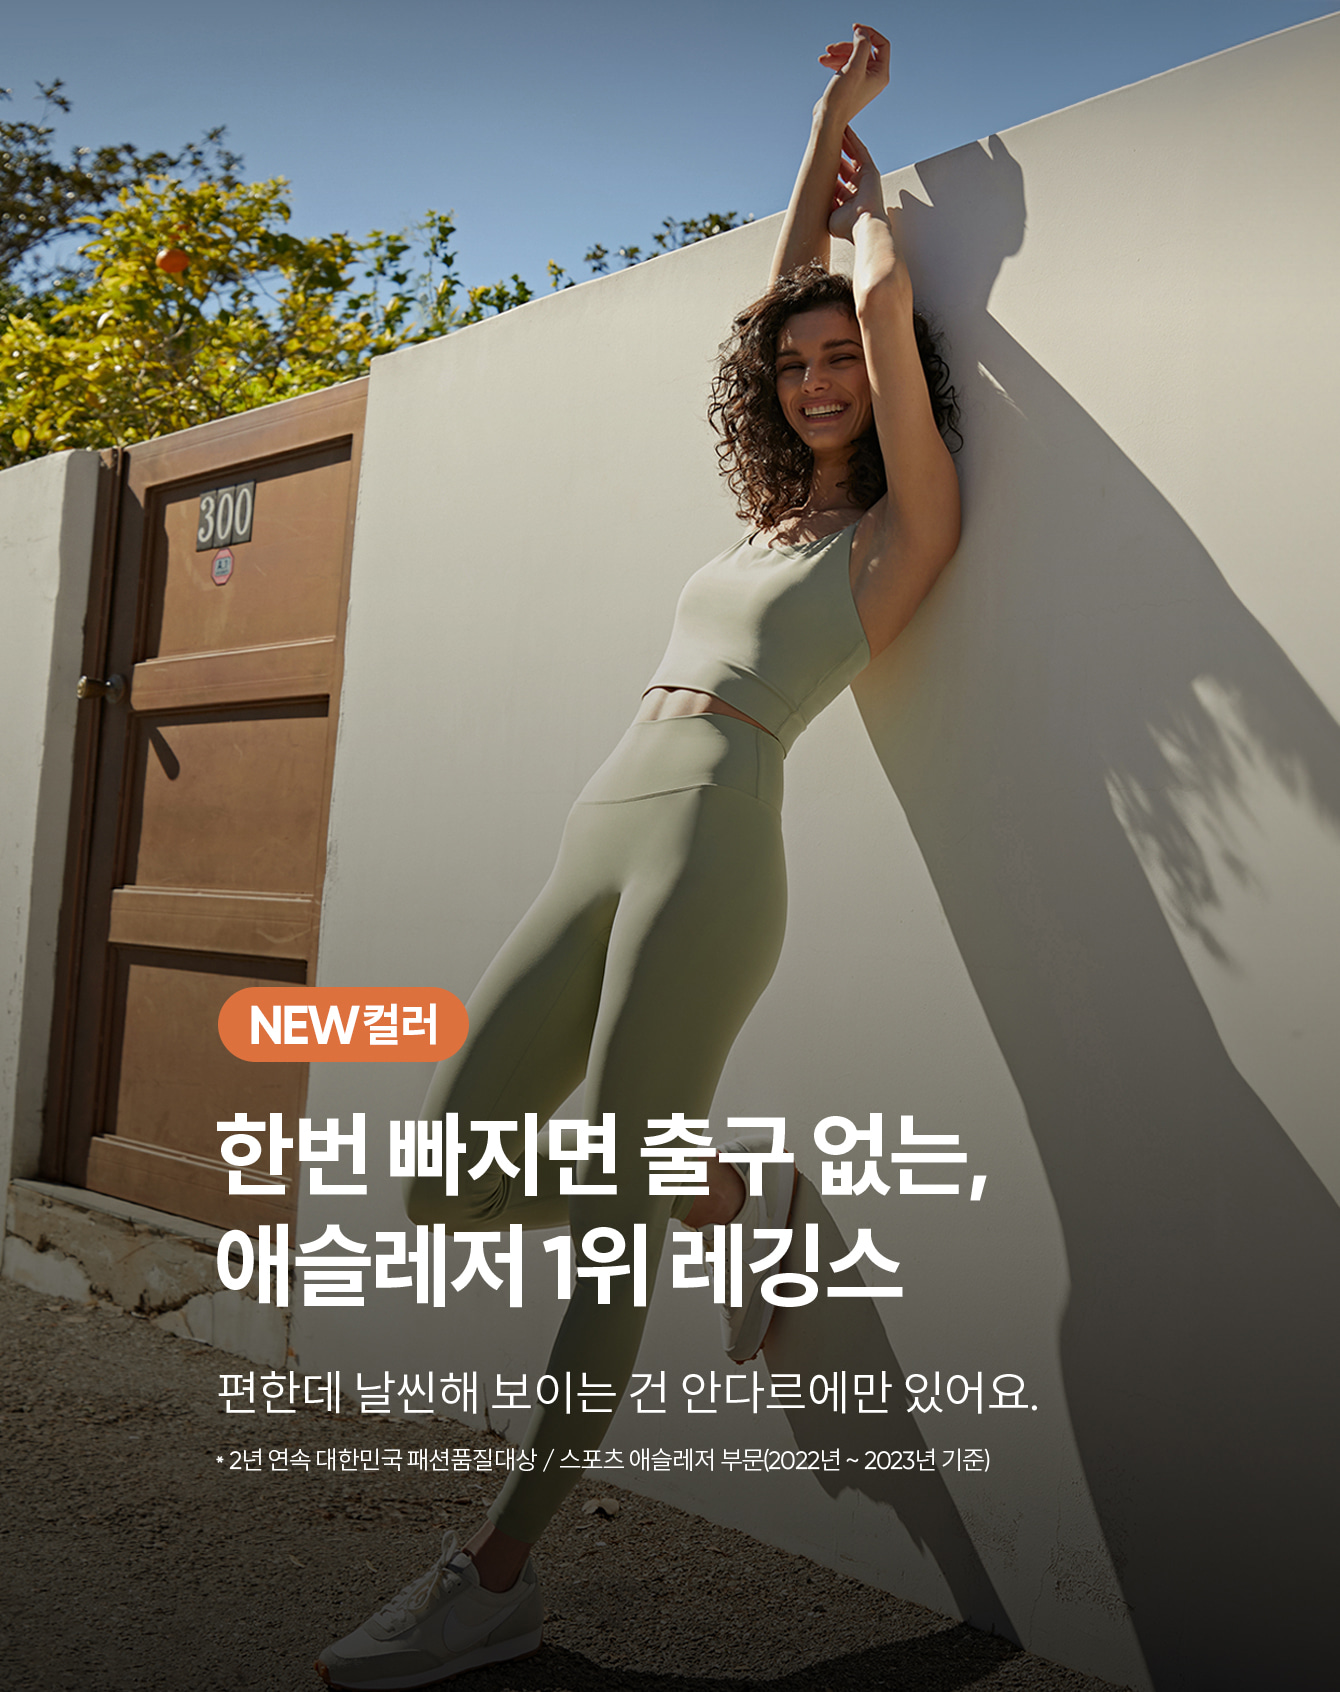 300
NEW컬러
한번 빠지면 출구 없는,
애슬레저 1위 레깅스
편한데 날씬해 보이는 건 안다르에만 있어요.
* 2년 연속 대한민국 패션품질대상 / 스포츠 애슬레저 부문(2022년 ~ 2023년 기준)